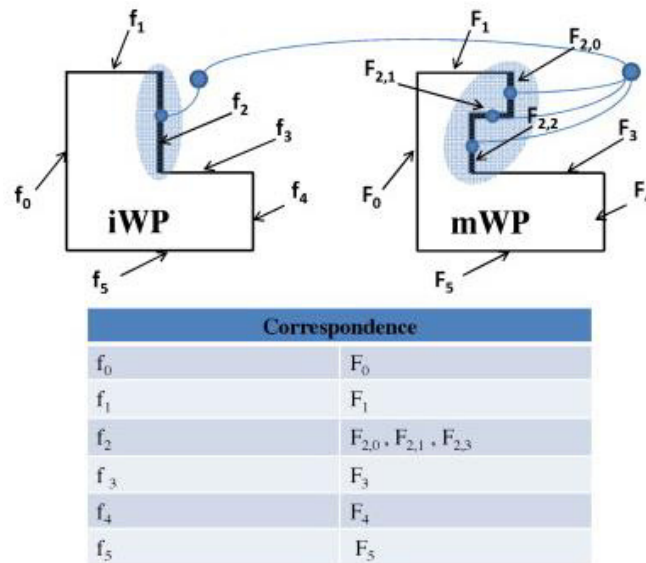 f₁
f₂
f₃
f₀
f₄
iWP
f₅
F₁
F₂,₀
F₂,₁
F₂,₂
F₃
F₀
mWP
F₅
Correspondence
f₀ F₀
f₁ F₁
f₂ F₂,₀ , F₂,₁ , F₂,₃
f ₃ F₃
f₄ F₄
f₅ F₅